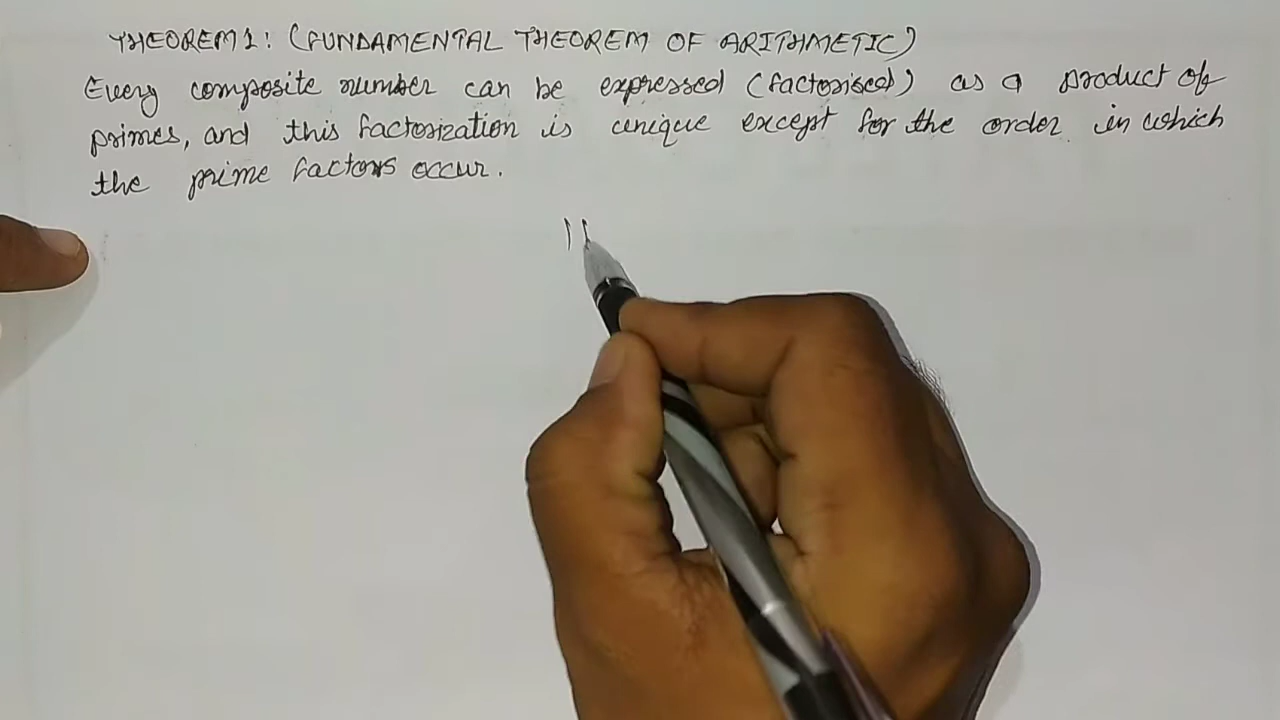 THEOREM 1: (FUNDAMENTAL THEOREM OF ARITHMETIC)
Every composite number can be expressed (factorised) as a product of
primes, and this factorization is unique except for the order in which
the prime factors occur.
11